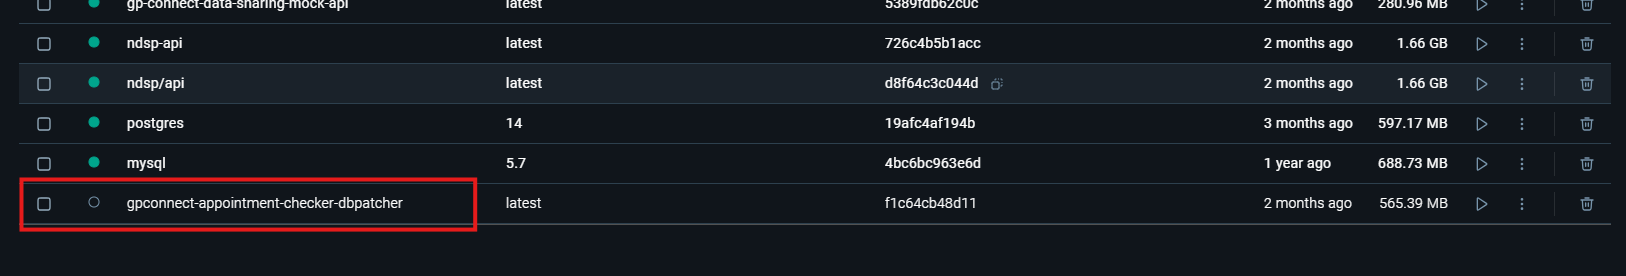 gp-connect-data-sharing-mock-api latest 5389fdb62c0c 2 months ago 280.96 MB
ndsp-api latest 726c4b5b1acc 2 months ago 1.66 GB
ndsp/api latest d8f64c3c044d 2 months ago 1.66 GB
postgres 14 19afc4af194b 3 months ago 597.17 MB
mysql 5.7 4bc6bc963e6d 1 year ago 688.73 MB
gpconnect-appointment-checker-dbpatcher latest f1c64cb48d11 2 months ago 565.39 MB